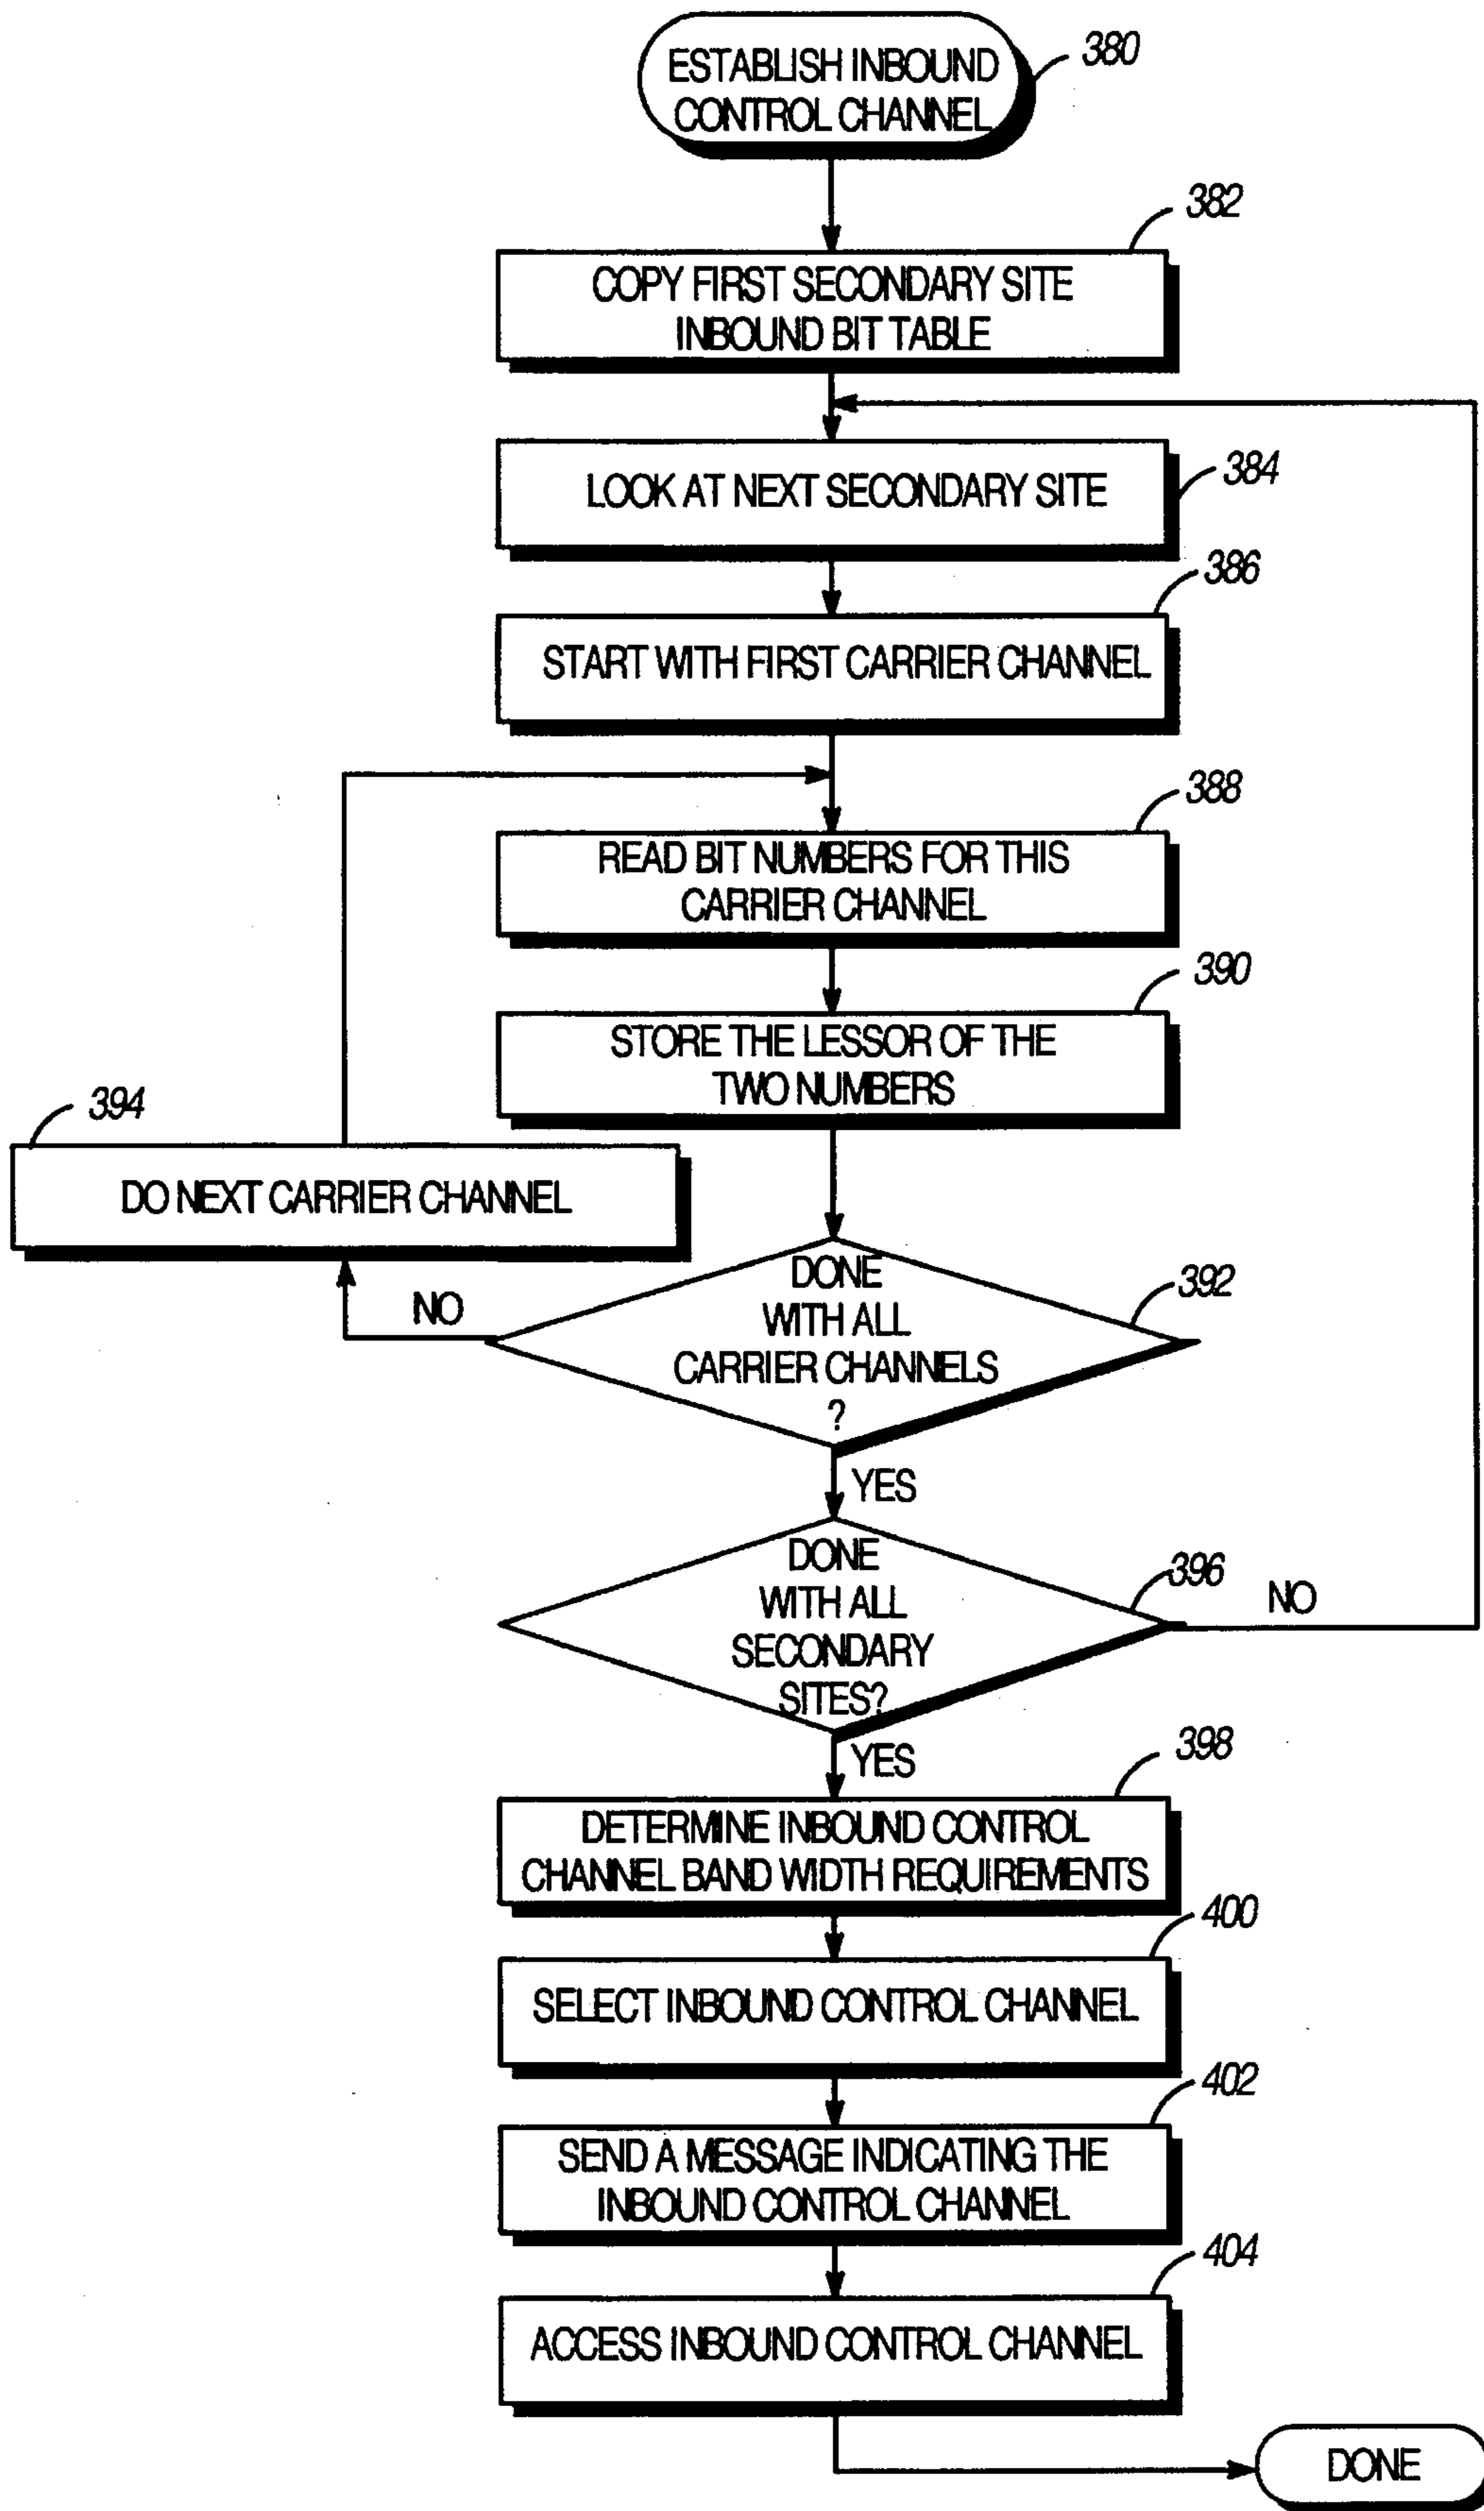 ESTABLISH INBOUND
CONTROL CHANNEL
380
382
COPY FIRST SECONDARY SITE
INBOUND BIT TABLE
384
LOOK AT NEXT SECONDARY SITE
386
START WITH FIRST CARRIER CHANNEL
388
READ BIT NUMBERS FOR THIS
CARRIER CHANNEL
390
STORE THE LESSOR OF THE
TWO NUMBERS
394
DO NEXT CARRIER CHANNEL
392
DONE
WITH ALL
CARRIER CHANNELS
?
NO
YES
396
DONE
WITH ALL
SECONDARY
SITES?
NO
YES
398
DETERMINE INBOUND CONTROL
CHANNEL BAND WIDTH REQUIREMENTS
400
SELECT INBOUND CONTROL CHANNEL
402
SEND A MESSAGE INDICATING THE
INBOUND CONTROL CHANNEL
404
ACCESS INBOUND CONTROL CHANNEL
DONE